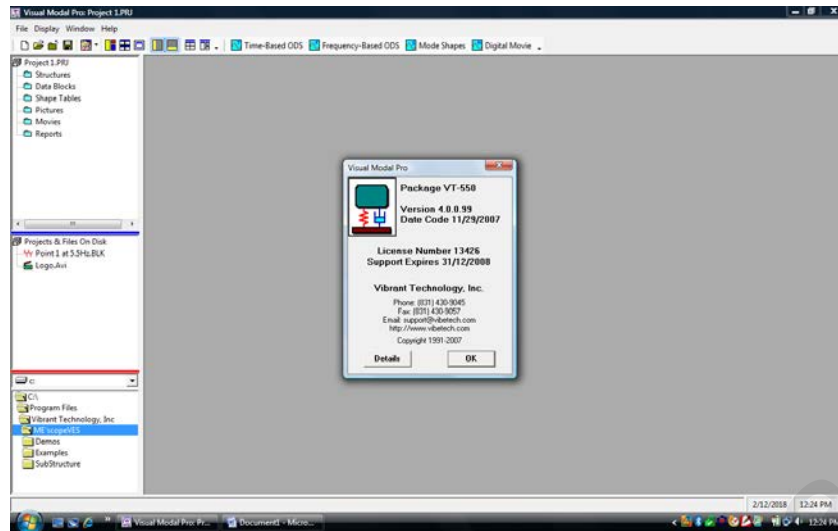 Visual Modal Pro: Project 1.PRJ
File Display Window Help
Time-Based ODS Frequency-Based ODS Mode Shapes Digital Movie
Project 1.PRJ
Structures
Data Blocks
Shape Tables
Pictures
Movies
Reports
Projects & Files On Disk
Point 1 at 5.5Hz.BLK
Logo.Avi
c:
C:\
Program Files
Vibrant Technology, Inc
ME'scopeVES
Demos
Examples
SubStructure
Visual Modal Pro
Package VT-550
Version 4.0.0.99
Date Code 11/29/2007
License Number 13426
Support Expires 31/12/2008
Vibrant Technology, Inc.
Phone: (831) 430-9045
Fax: (831) 430-9057
Email: support@vibetech.com
http://www.vibetech.com
Copyright 1991-2007
Details OK
2/12/2018 12:24 PM
Visual Modal Pro: Pr... Document1 - Micro... 12:24 PM